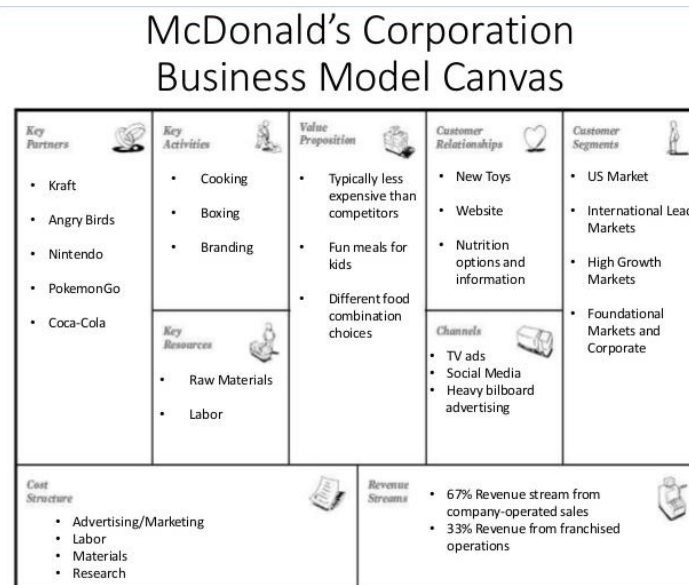 McDonald's Corporation
Business Model Canvas
Key
Partners
• Kraft
• Angry Birds
• Nintendo
• PokemonGo
• Coca-Cola
Key
Activities
• Cooking
• Boxing
• Branding
Key
Resources
• Raw Materials
• Labor
Value
Proposition
• Typically less
expensive than
competitors
• Fun meals for
kids
• Different food
combination
choices
Customer
Relationships
• New Toys
• Website
• Nutrition
options and
information
Channels
• TV ads
• Social Media
• Heavy bilboard
advertising
Customer
Segments
• US Market
• International Lead
Markets
• High Growth
Markets
• Foundational
Markets and
Corporate
Cost
Structure
• Advertising/Marketing
• Labor
• Materials
• Research
Revenue
Streams
• 67% Revenue stream from
company-operated sales
• 33% Revenue from franchised
operations